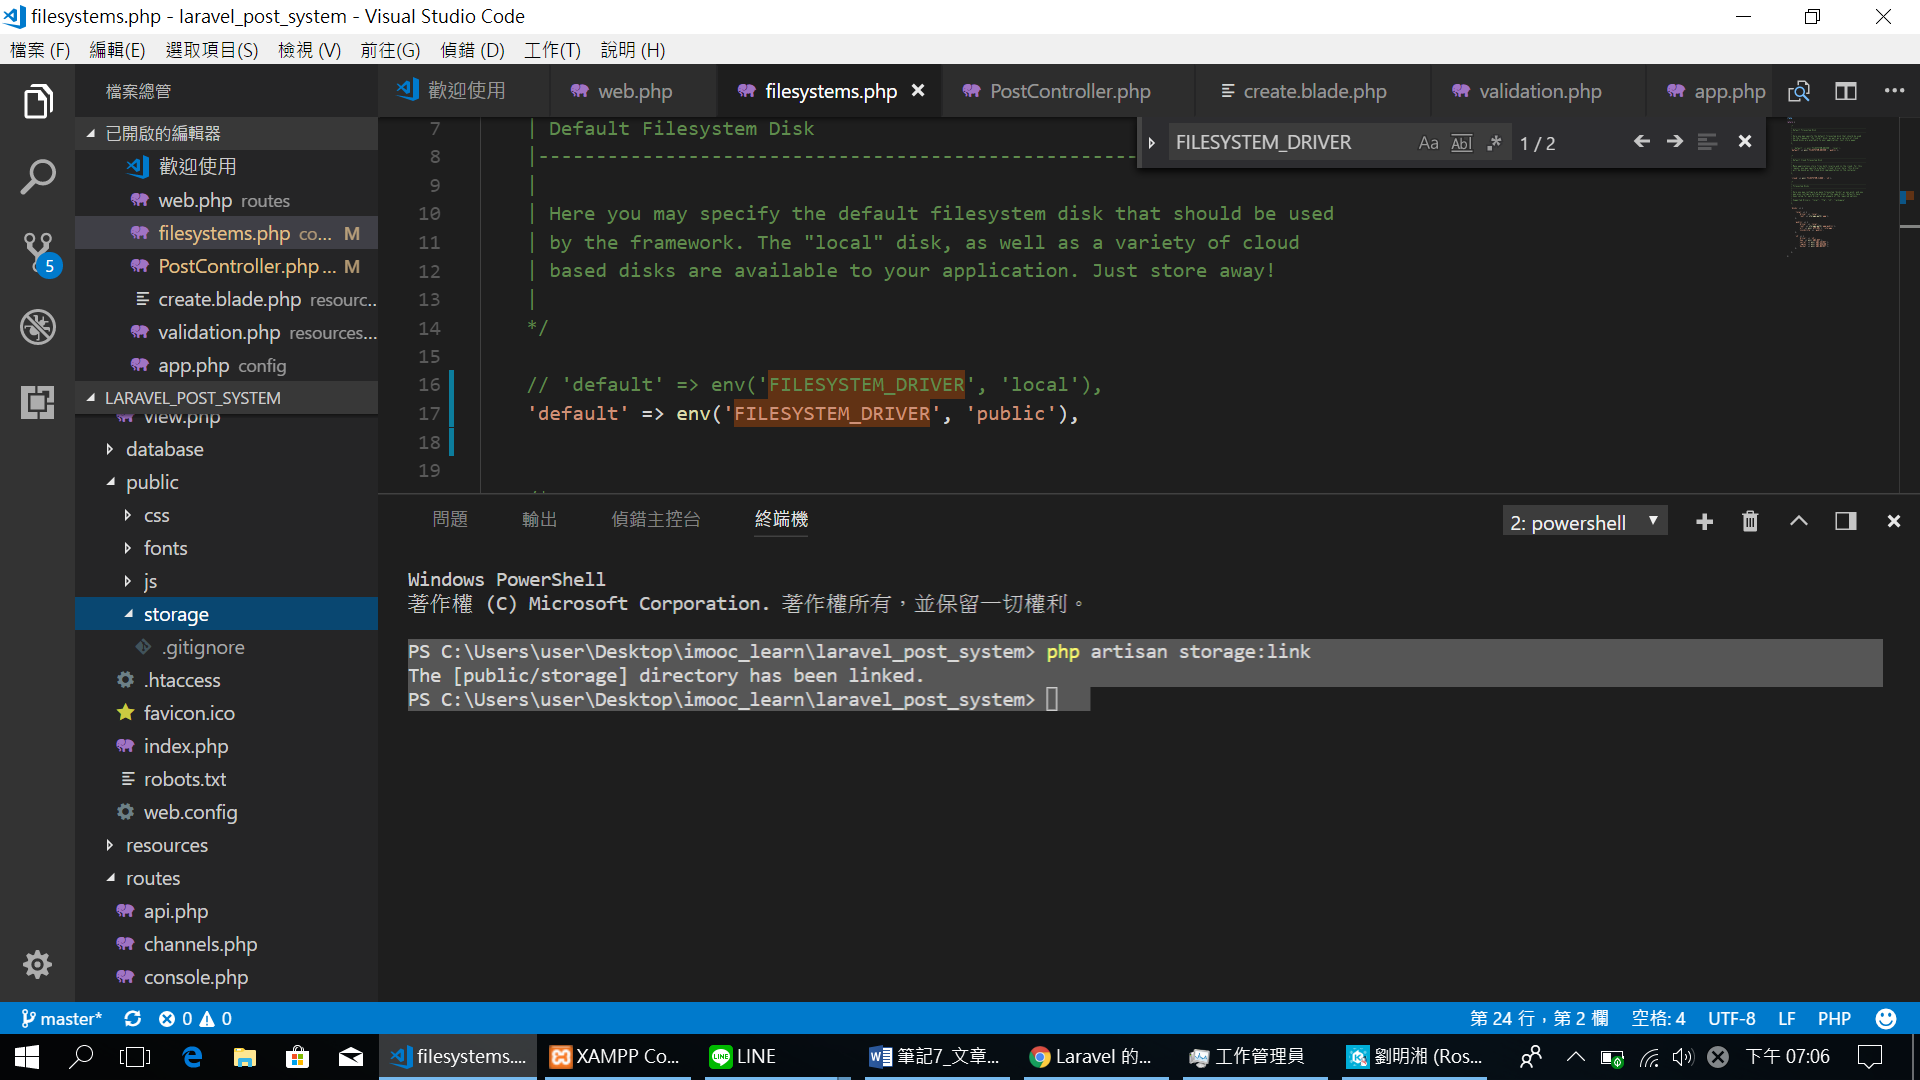 filesystems.php - laravel_post_system - Visual Studio Code
檔案 (F) 編輯(E) 選取項目(S) 檢視 (V) 前往(G) 偵錯 (D) 工作(T) 說明 (H)
檔案總管
已開啟的編輯器
歡迎使用
web.php routes
filesystems.php co... M
PostController.php ... M
create.blade.php resourc...
validation.php resources...
app.php config
LARAVEL_POST_SYSTEM
view.php
database
public
css
fonts
js
storage
.gitignore
.htaccess
favicon.ico
index.php
robots.txt
web.config
resources
routes
api.php
channels.php
console.php
5
歡迎使用 web.php filesystems.php PostController.php create.blade.php validation.php app.php
FILESYSTEM_DRIVER Aa Abl .* 1 / 2
7 | Default Filesystem Disk
8 |----------------------------------------------------
9 |
10 | Here you may specify the default filesystem disk that should be used
11 | by the framework. The "local" disk, as well as a variety of cloud
12 | based disks are available to your application. Just store away!
13 |
14 */
15
16 // 'default' => env('FILESYSTEM_DRIVER', 'local'),
17 'default' => env('FILESYSTEM_DRIVER', 'public'),
18
19
問題 輸出 偵錯主控台 終端機 2: powershell
Windows PowerShell
著作權 (C) Microsoft Corporation. 著作權所有，並保留一切權利。
PS C:\Users\user\Desktop\imooc_learn\laravel_post_system> php artisan storage:link
The [public/storage] directory has been linked.
PS C:\Users\user\Desktop\imooc_learn\laravel_post_system>
master* 0 0 第 24 行，第 2 欄 空格: 4 UTF-8 LF PHP
filesystems.... XAMPP Co... LINE 筆記7_文章... Laravel 的... 工作管理員 劉明湘 (Ros... 下午 07:06